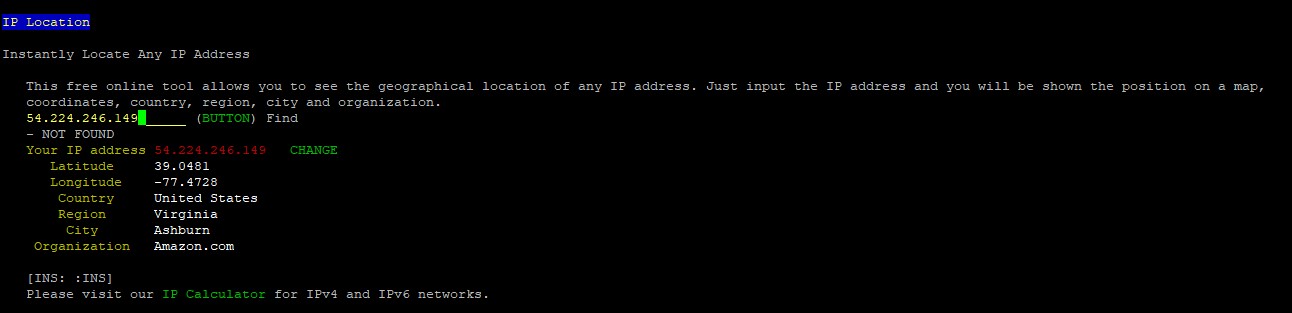 IP Location
Instantly Locate Any IP Address
This free online tool allows you to see the geographical location of any IP address. Just input the IP address and you will be shown the position on a map,
coordinates, country, region, city and organization.
54.224.246.149______ (BUTTON) Find
- NOT FOUND
Your IP address 54.224.246.149 CHANGE
Latitude 39.0481
Longitude -77.4728
Country United States
Region Virginia
City Ashburn
Organization Amazon.com
[INS: :INS]
Please visit our IP Calculator for IPv4 and IPv6 networks.